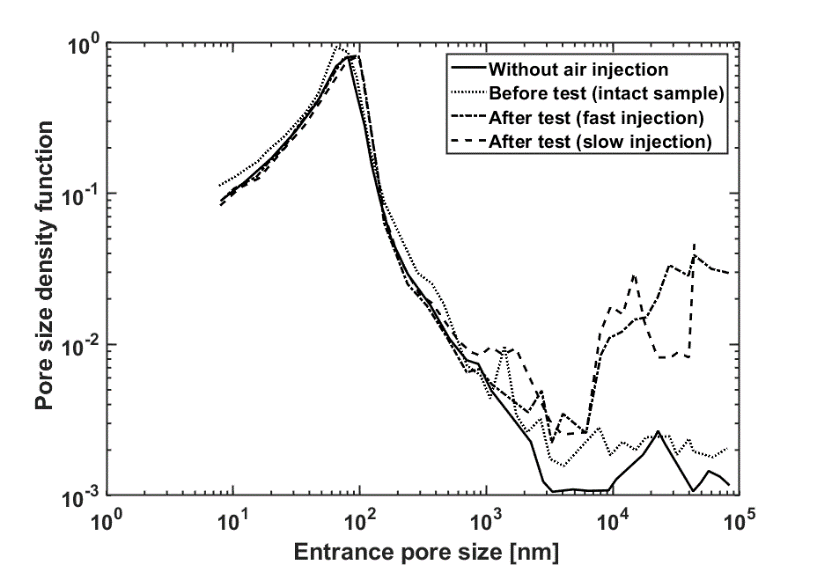 10^0
Without air injection
Before test (intact sample)
After test (fast injection)
After test (slow injection)
10^-1
10^-2
10^-3
Pore size density function
10^0 10^1 10^2 10^3 10^4 10^5
Entrance pore size [nm]